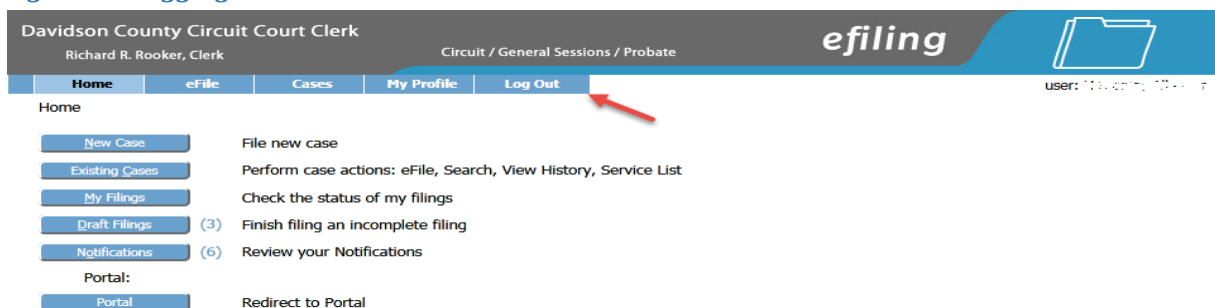 Davidson County Circuit Court Clerk
Richard R. Rooker, Clerk
Circuit / General Sessions / Probate
efiling
Home eFile Cases My Profile Log Out
user:
Home
New Case File new case
Existing Cases Perform case actions: eFile, Search, View History, Service List
My Filings Check the status of my filings
Draft Filings (3) Finish filing an incomplete filing
Notifications (6) Review your Notifications
Portal:
Portal Redirect to Portal